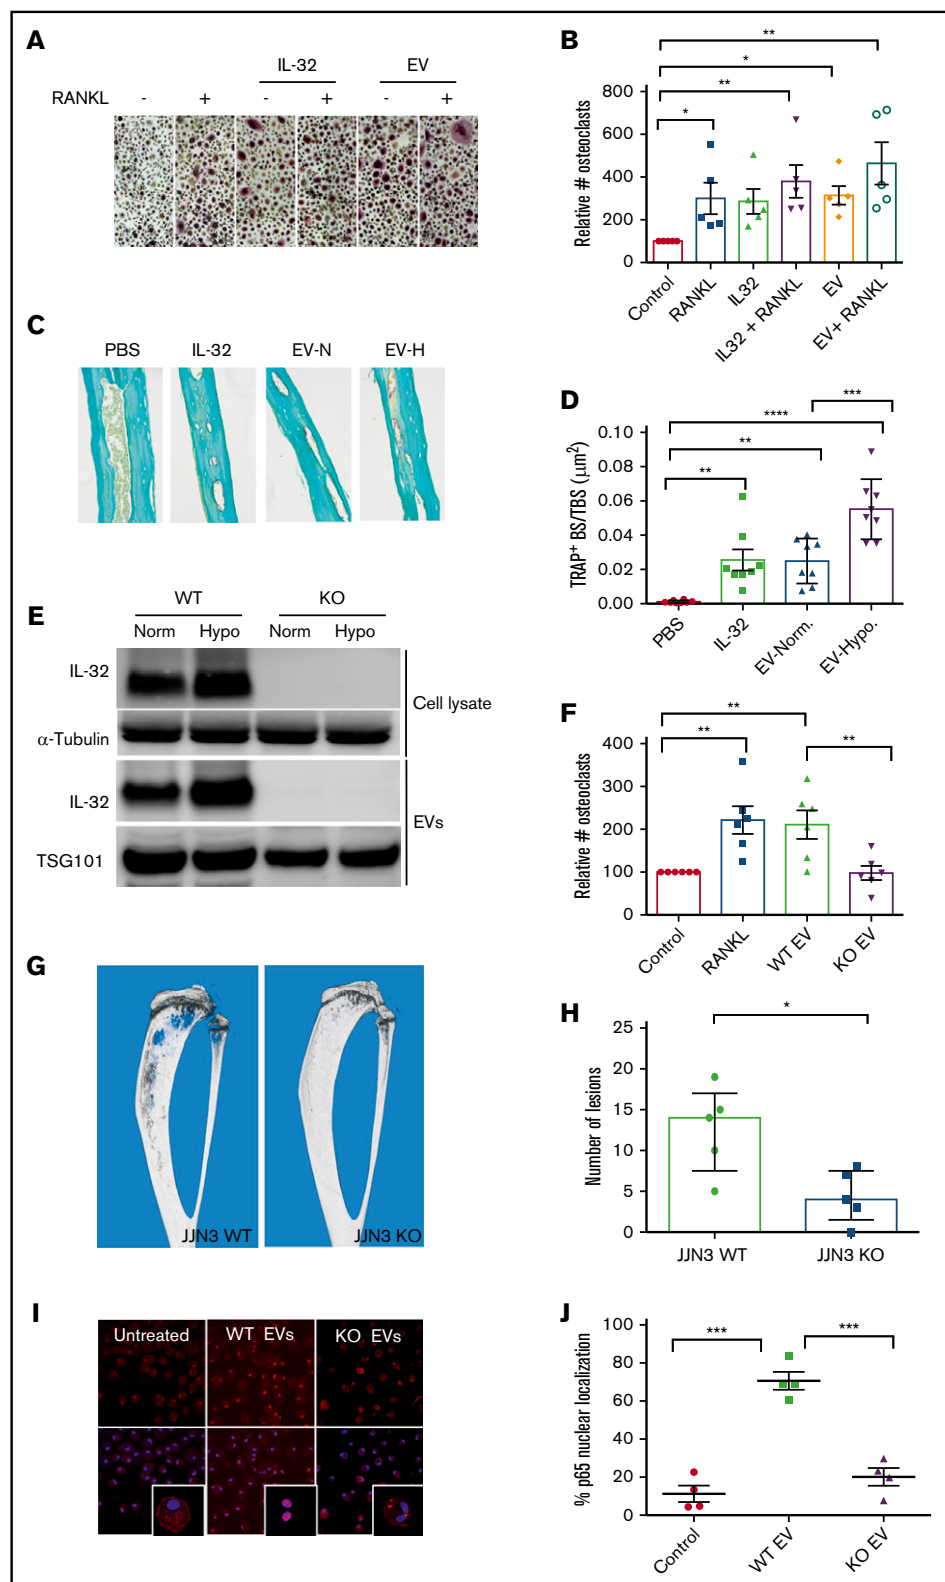 A
IL-32 EV
RANKL - + - + - +
B
** 
*
**
*
Relative # osteoclasts
800
600
400
200
0
Control RANKL IL32 IL32 + RANKL EV EV+ RANKL
C
PBS IL-32 EV-N EV-H
D
***
****
**
**
TRAP+ BS/TBS (μm2)
0.10
0.08
0.06
0.04
0.02
0.00
PBS IL-32 EV-Norm. EV-Hypo.
E
WT KO
Norm Hypo Norm Hypo
IL-32
α-Tubulin
Cell lysate
IL-32
TSG101
EVs
F
**
** **
Relative # osteoclasts
400
300
200
100
0
Control RANKL WT EV KO EV
G
JJN3 WT JJN3 KO
H
*
Number of lesions
25
20
15
10
5
0
JJN3 WT JJN3 KO
I
Untreated WT EVs KO EVs
J
*** ***
% p65 nuclear localization
100
80
60
40
20
0
Control WT EV KO EV